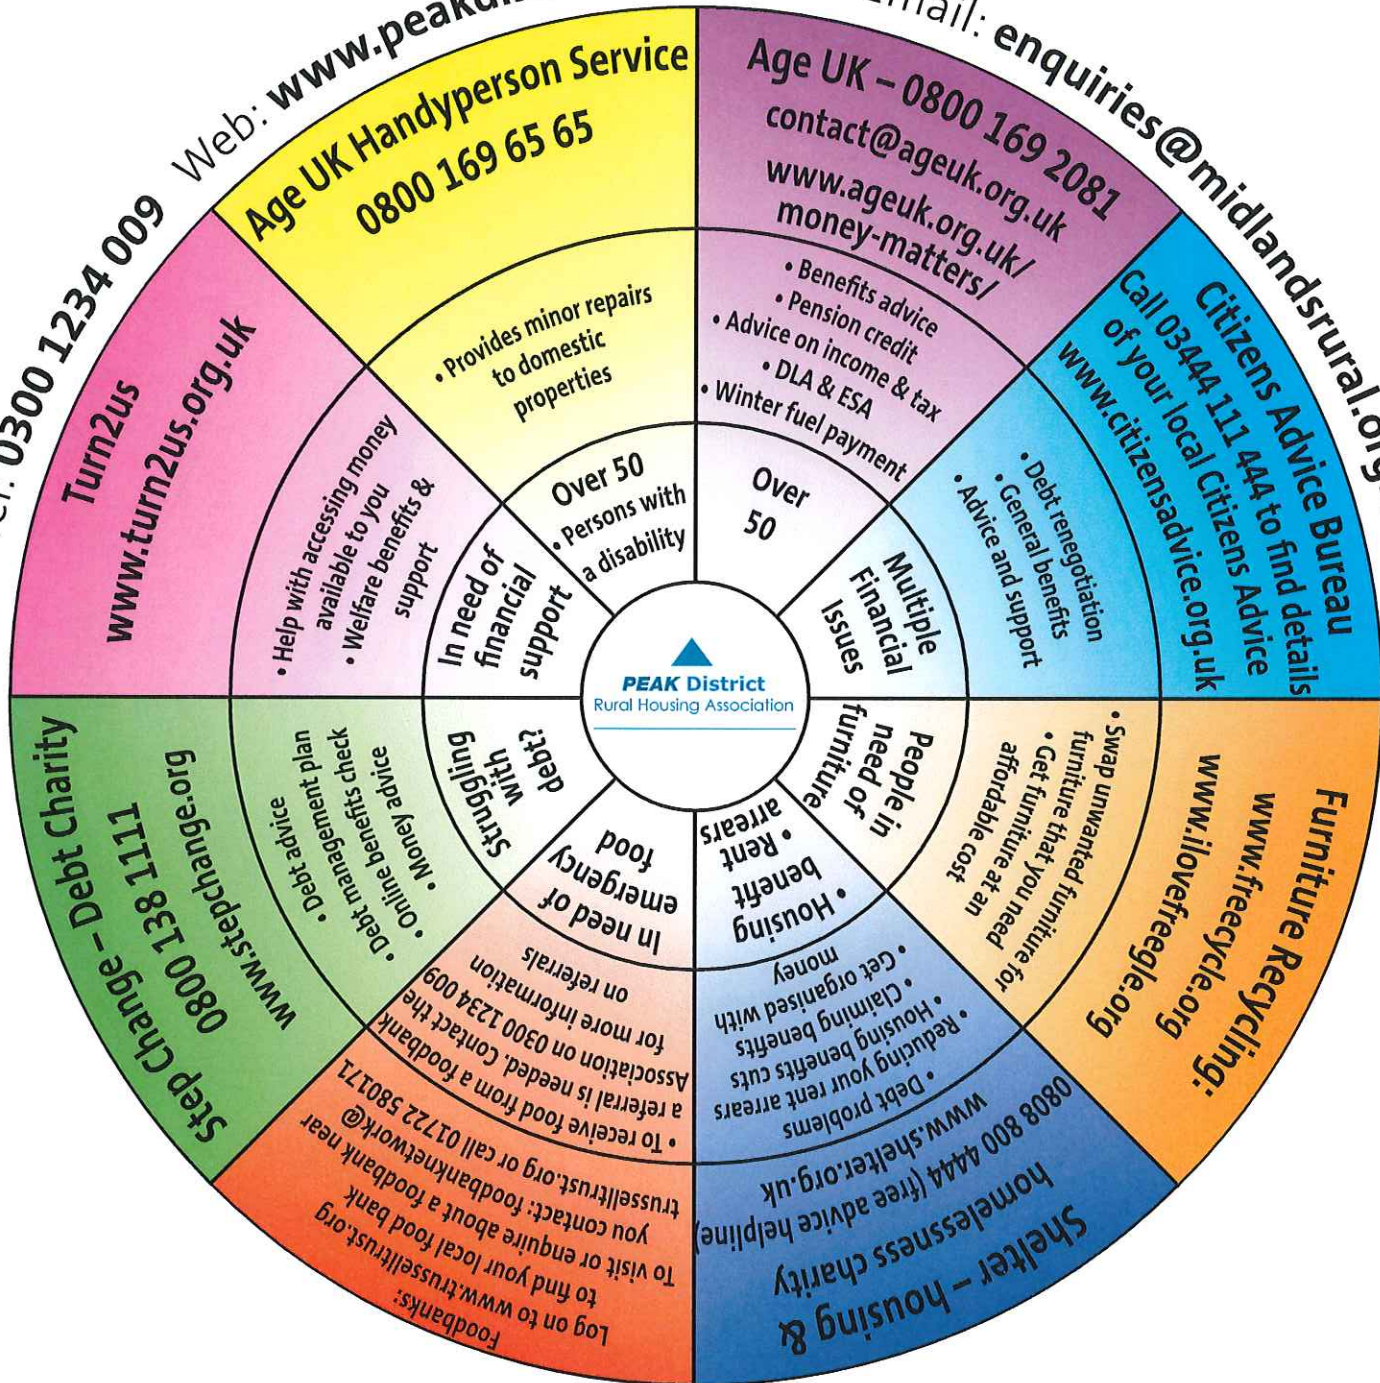 0300 1234 009
Web: www.peakdi
Email: enquiries@midlandsrural.org
Age UK – 0800 169 2081
contact@ageuk.org.uk
www.ageuk.org.uk/
money-matters/
• Benefits advice
• Pension credit
• Advice on income & tax
• DLA & ESA
• Winter fuel payment
Over
50
Citizens Advice Bureau
Call 03444 111 444 to find details
of your local Citizens Advice
www.citizensadvice.org.uk
• Debt renegotiation
• General benefits
• Advice and support
Multiple
Financial
Issues
Furniture Recycling:
www.freecycle.org
www.ilovefreegle.org
• Swap unwanted furniture for
furniture that you need
• Get furniture at an
affordable cost
People in
need of
furniture
Shelter – housing &
homelessness charity
0808 800 4444 (free advice helpline)
www.shelter.org.uk
• Debt problems
• Reducing your rent arrears
• Housing benefits cuts
• Claiming benefits
• Get organised with
money
• Housing
benefit
• Rent
arrears
Foodbanks:
Log on to www.trusselltrust.org
to find your local food bank
To visit or enquire about a foodbank near
you contact: foodbanknetwork@
trusselltrust.org or call 01722 580171
• To receive food from a foodbank
a referral is needed. Contact the
Association on 0300 1234 009
for more information
on referrals
In need of
emergency
food
Step Change – Debt Charity
0800 138 1111
www.stepchange.org
• Debt advice
• Debt management plan
• Online benefits check
• Money advice
Struggling
with
debt?
Turn2us
www.turn2us.org.uk
• Help with accessing money
available to you
• Welfare benefits &
support
In need of
financial
support
Age UK Handyperson Service
0800 169 65 65
• Provides minor repairs
to domestic
properties
Over 50
• Persons with
a disability
PEAK District
Rural Housing Association